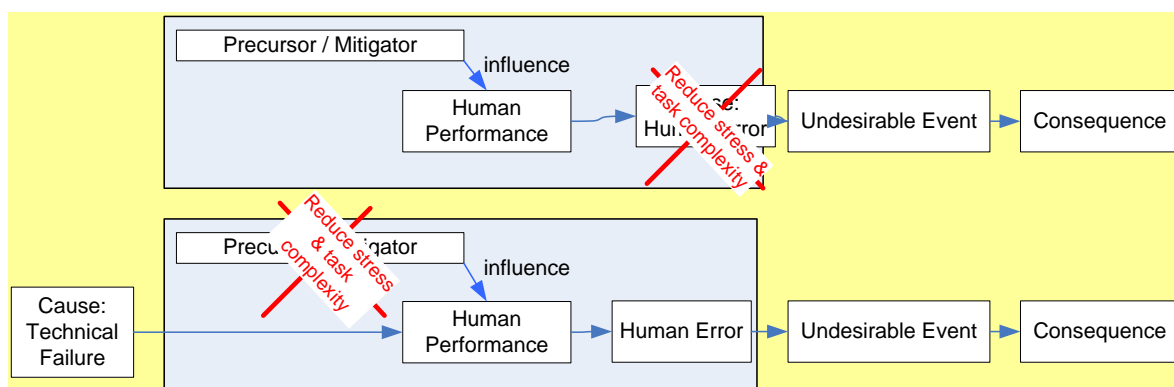 Precursor / Mitigator
influence
Human
Performance
Reduce stress &
task complexity
Undesirable Event
Consequence
Reduce stress
& task
complexity
influence
Cause:
Technical
Failure
Human
Performance
Human Error
Undesirable Event
Consequence